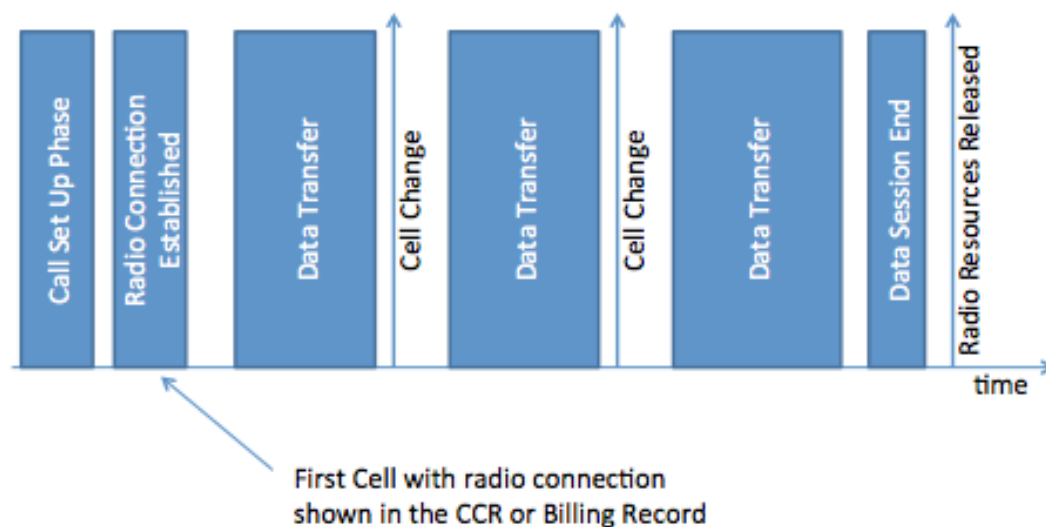 Call Set Up Phase
Radio Connection
Established
Data Transfer
Cell Change
Data Transfer
Cell Change
Data Transfer
Data Session End
Radio Resources Released
time
First Cell with radio connection
shown in the CCR or Billing Record